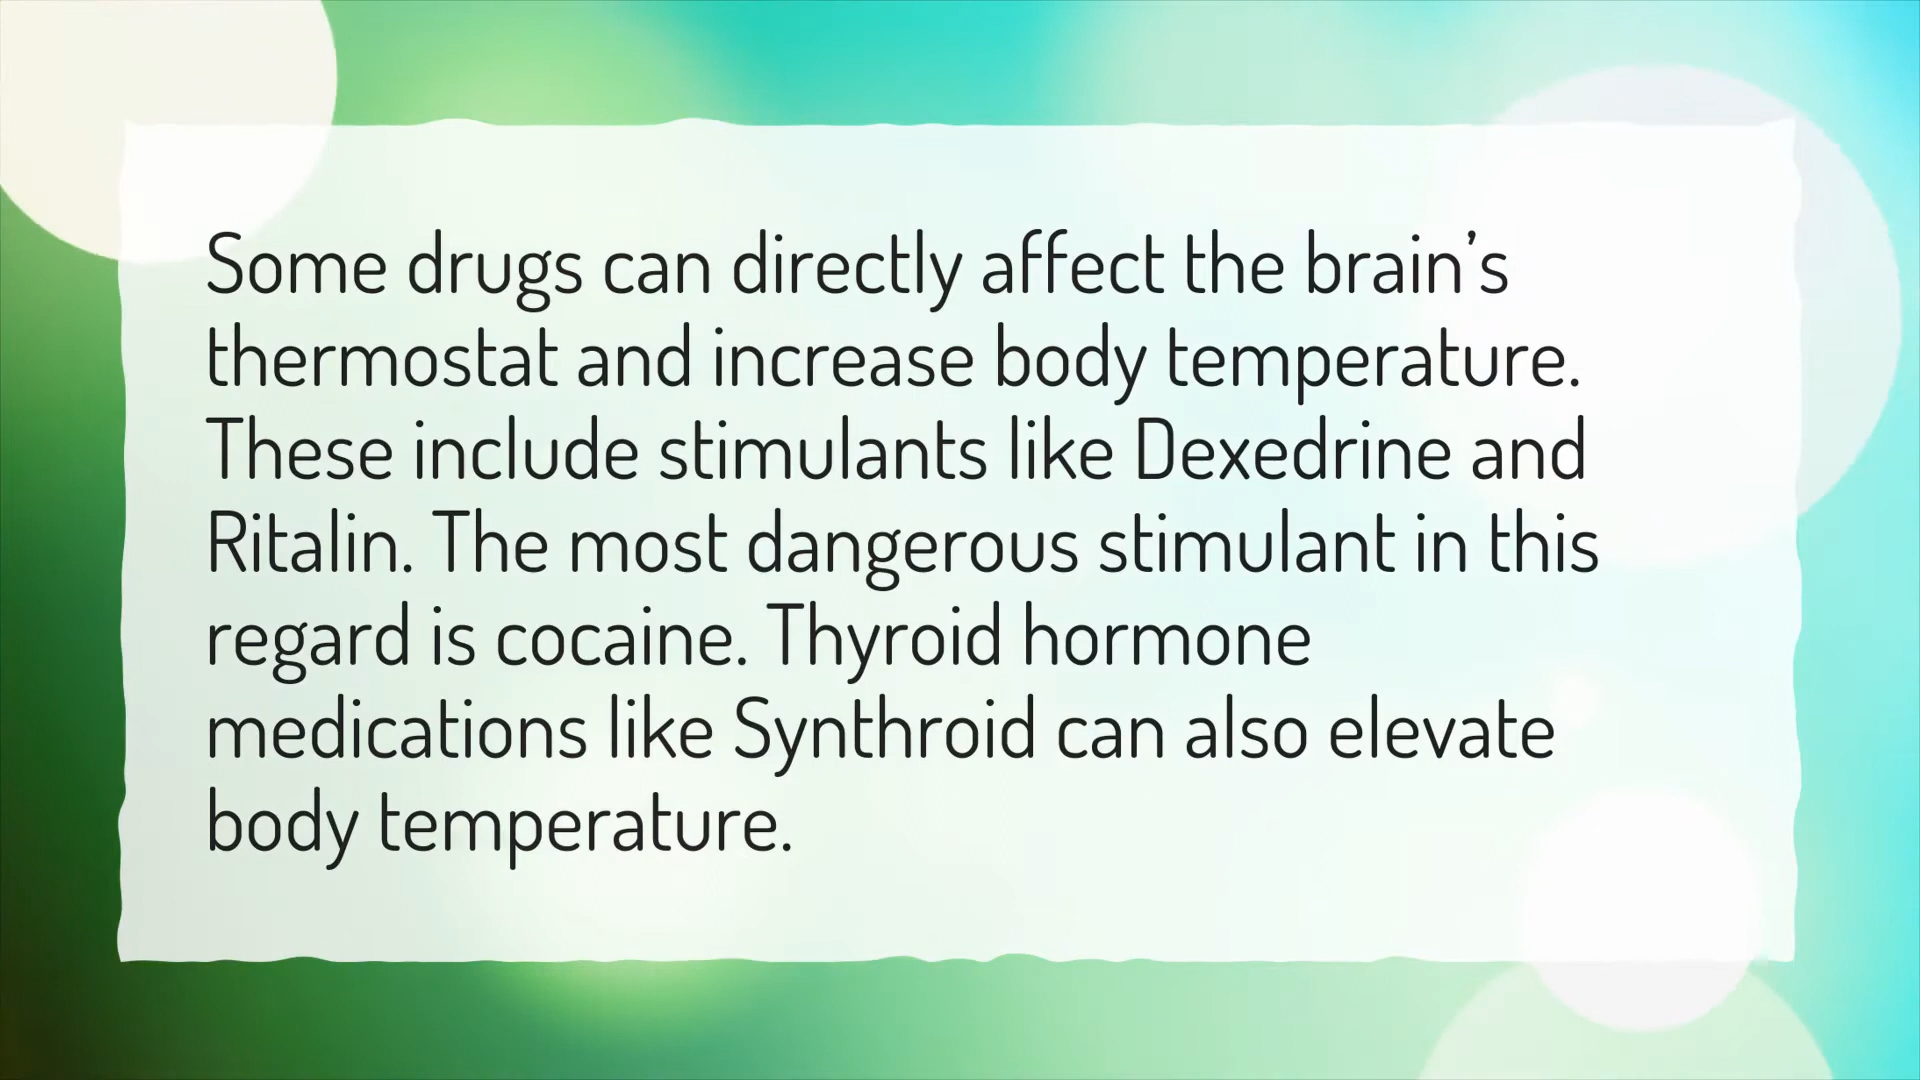 Some drugs can directly affect the brain’s
thermostat and increase body temperature.
These include stimulants like Dexedrine and
Ritalin. The most dangerous stimulant in this
regard is cocaine. Thyroid hormone
medications like Synthroid can also elevate
body temperature.